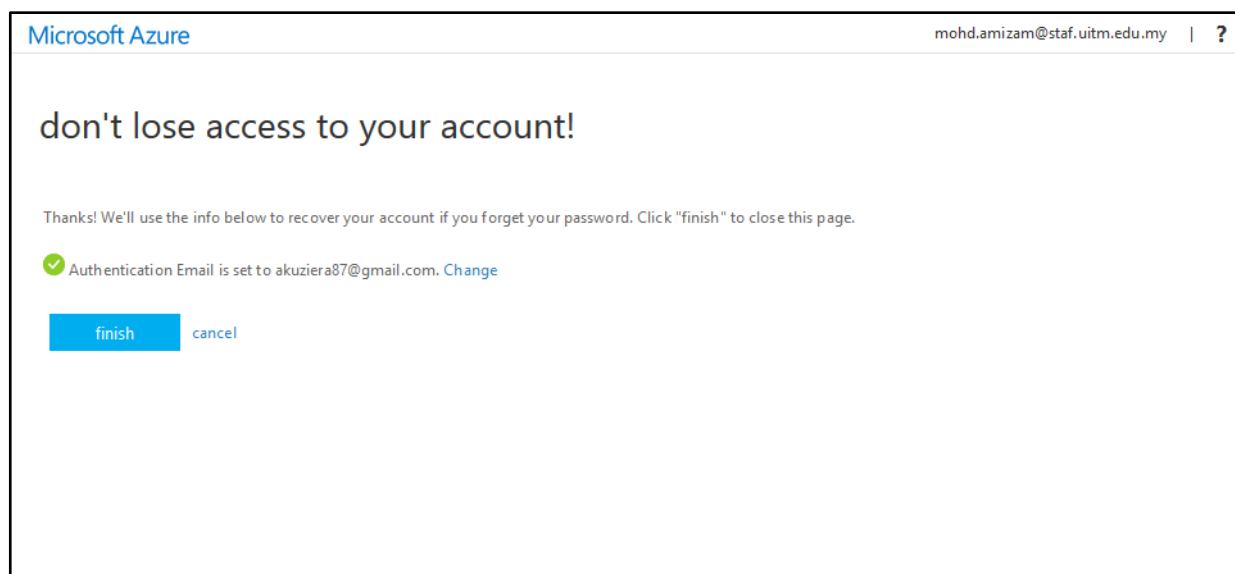 Microsoft Azure mohd.amizam@staf.uitm.edu.my | ?
don't lose access to your account!
Thanks! We'll use the info below to recover your account if you forget your password. Click "finish" to close this page.
Authentication Email is set to akuziera87@gmail.com. Change
finish cancel